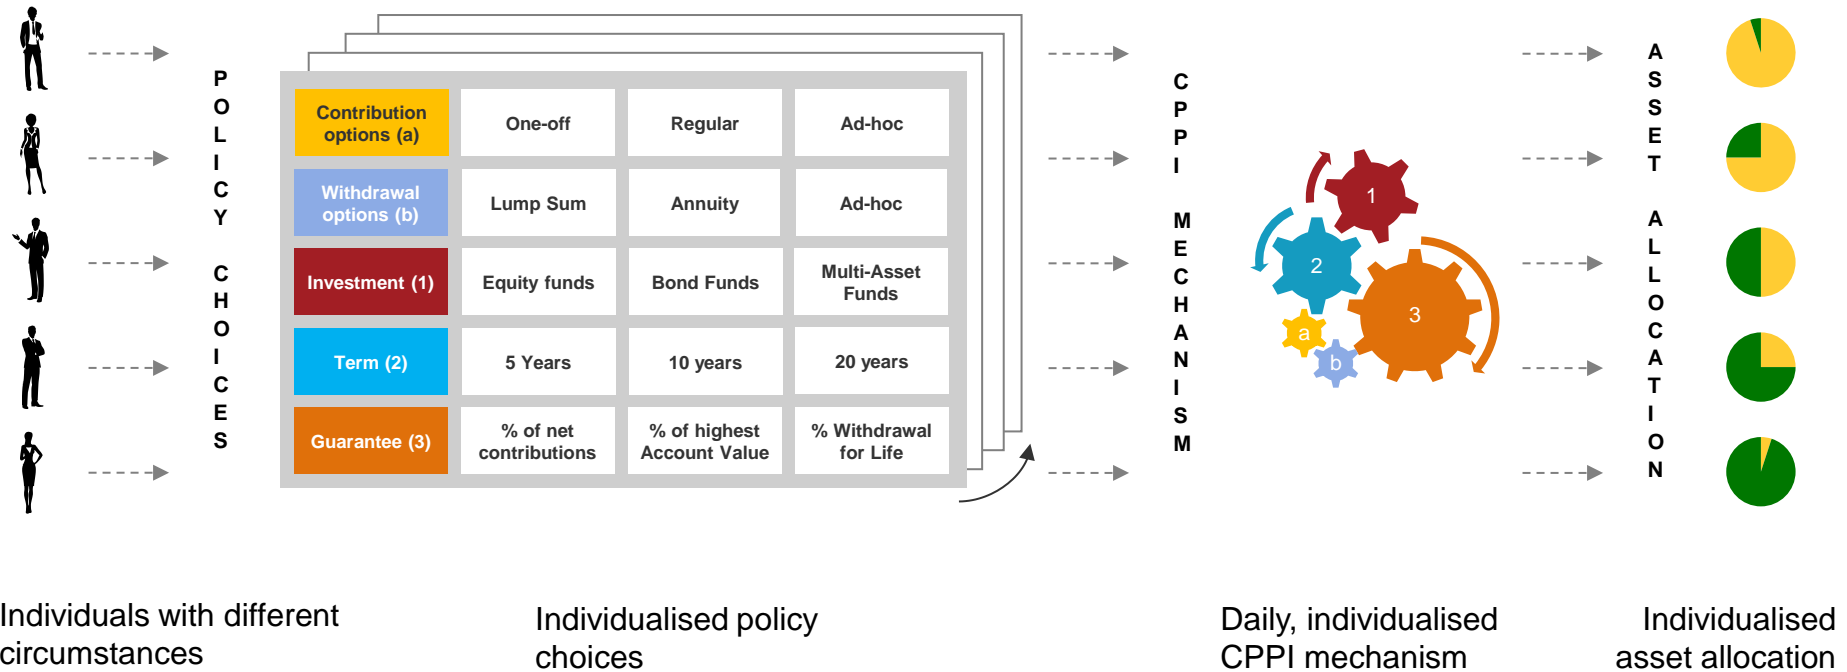 POLICY CHOICES
Contribution
options (a)
One-off
Regular
Ad-hoc
Withdrawal
options (b)
Lump Sum
Annuity
Ad-hoc
Investment (1)
Equity funds
Bond Funds
Multi-Asset
Funds
Term (2)
5 Years
10 years
20 years
Guarantee (3)
% of net
contributions
% of highest
Account Value
% Withdrawal
for Life
CPPI MECHANISM
1
2
3
a
b
ASSET ALLOCATION
Individuals with different
circumstances
Individualised policy
choices
Daily, individualised
CPPI mechanism
Individualised
asset allocation